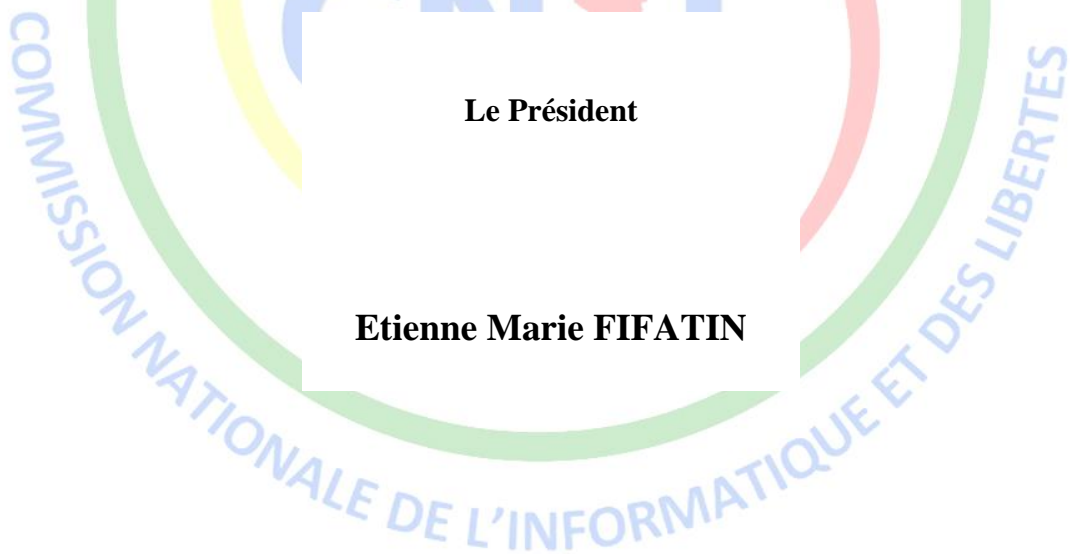 Le Président
Etienne Marie FIFATIN
COMMISSION NATIONALE DE L'INFORMATIQUE ET DES LIBERTES